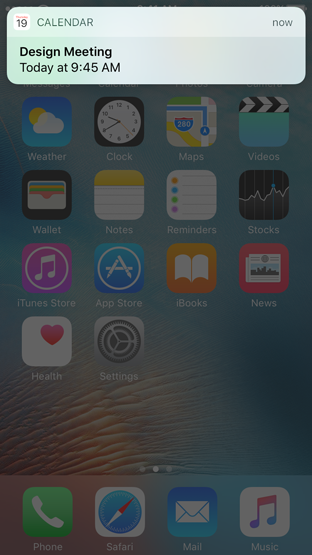 19
CALENDAR
now
Design Meeting
Today at 9:45 AM
Weather
Clock
Maps
280
Videos
Wallet
Notes
Reminders
Stocks
iTunes Store
App Store
iBooks
News
Health
Settings
Phone
Safari
Mail
Music